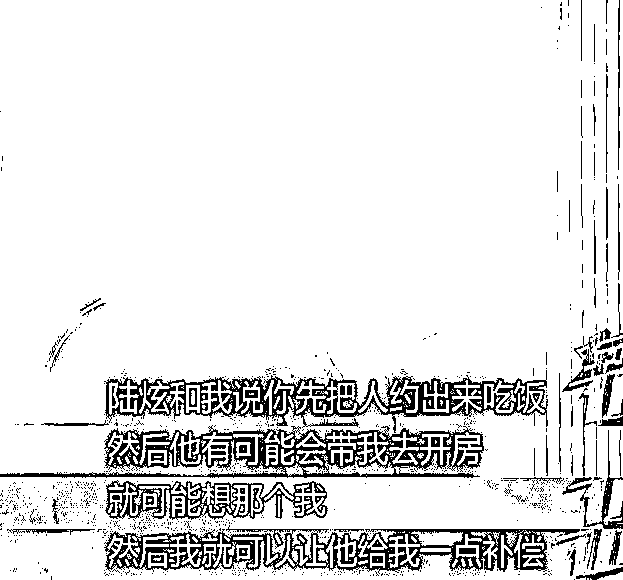 陆炫和我说你先把人约出来吃饭
然后他有可能会带我去开房
就可能想那个我
然后我就可以让他给我一点补偿